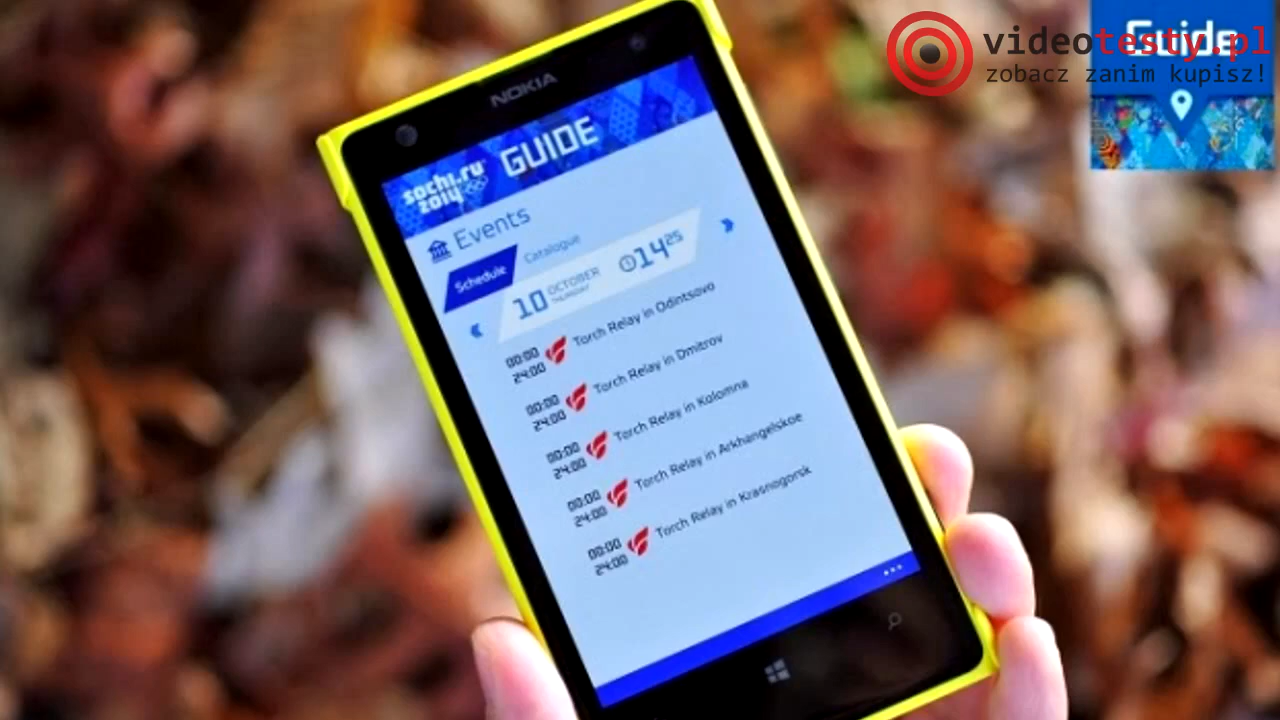 videotesty.pl
zobacz zanim kupisz!
Guide
NOKIA
sochi.ru
2014
GUIDE
Events
Schedule
Catalogue
10 OCTOBER
THURSDAY
14 25
00:00
24:00
Torch Relay in Odintsovo
00:00
24:00
Torch Relay in Dmitrov
00:00
24:00
Torch Relay in Kolomna
00:00
24:00
Torch Relay in Arkhangelskoe
00:00
24:00
Torch Relay in Krasnogorsk